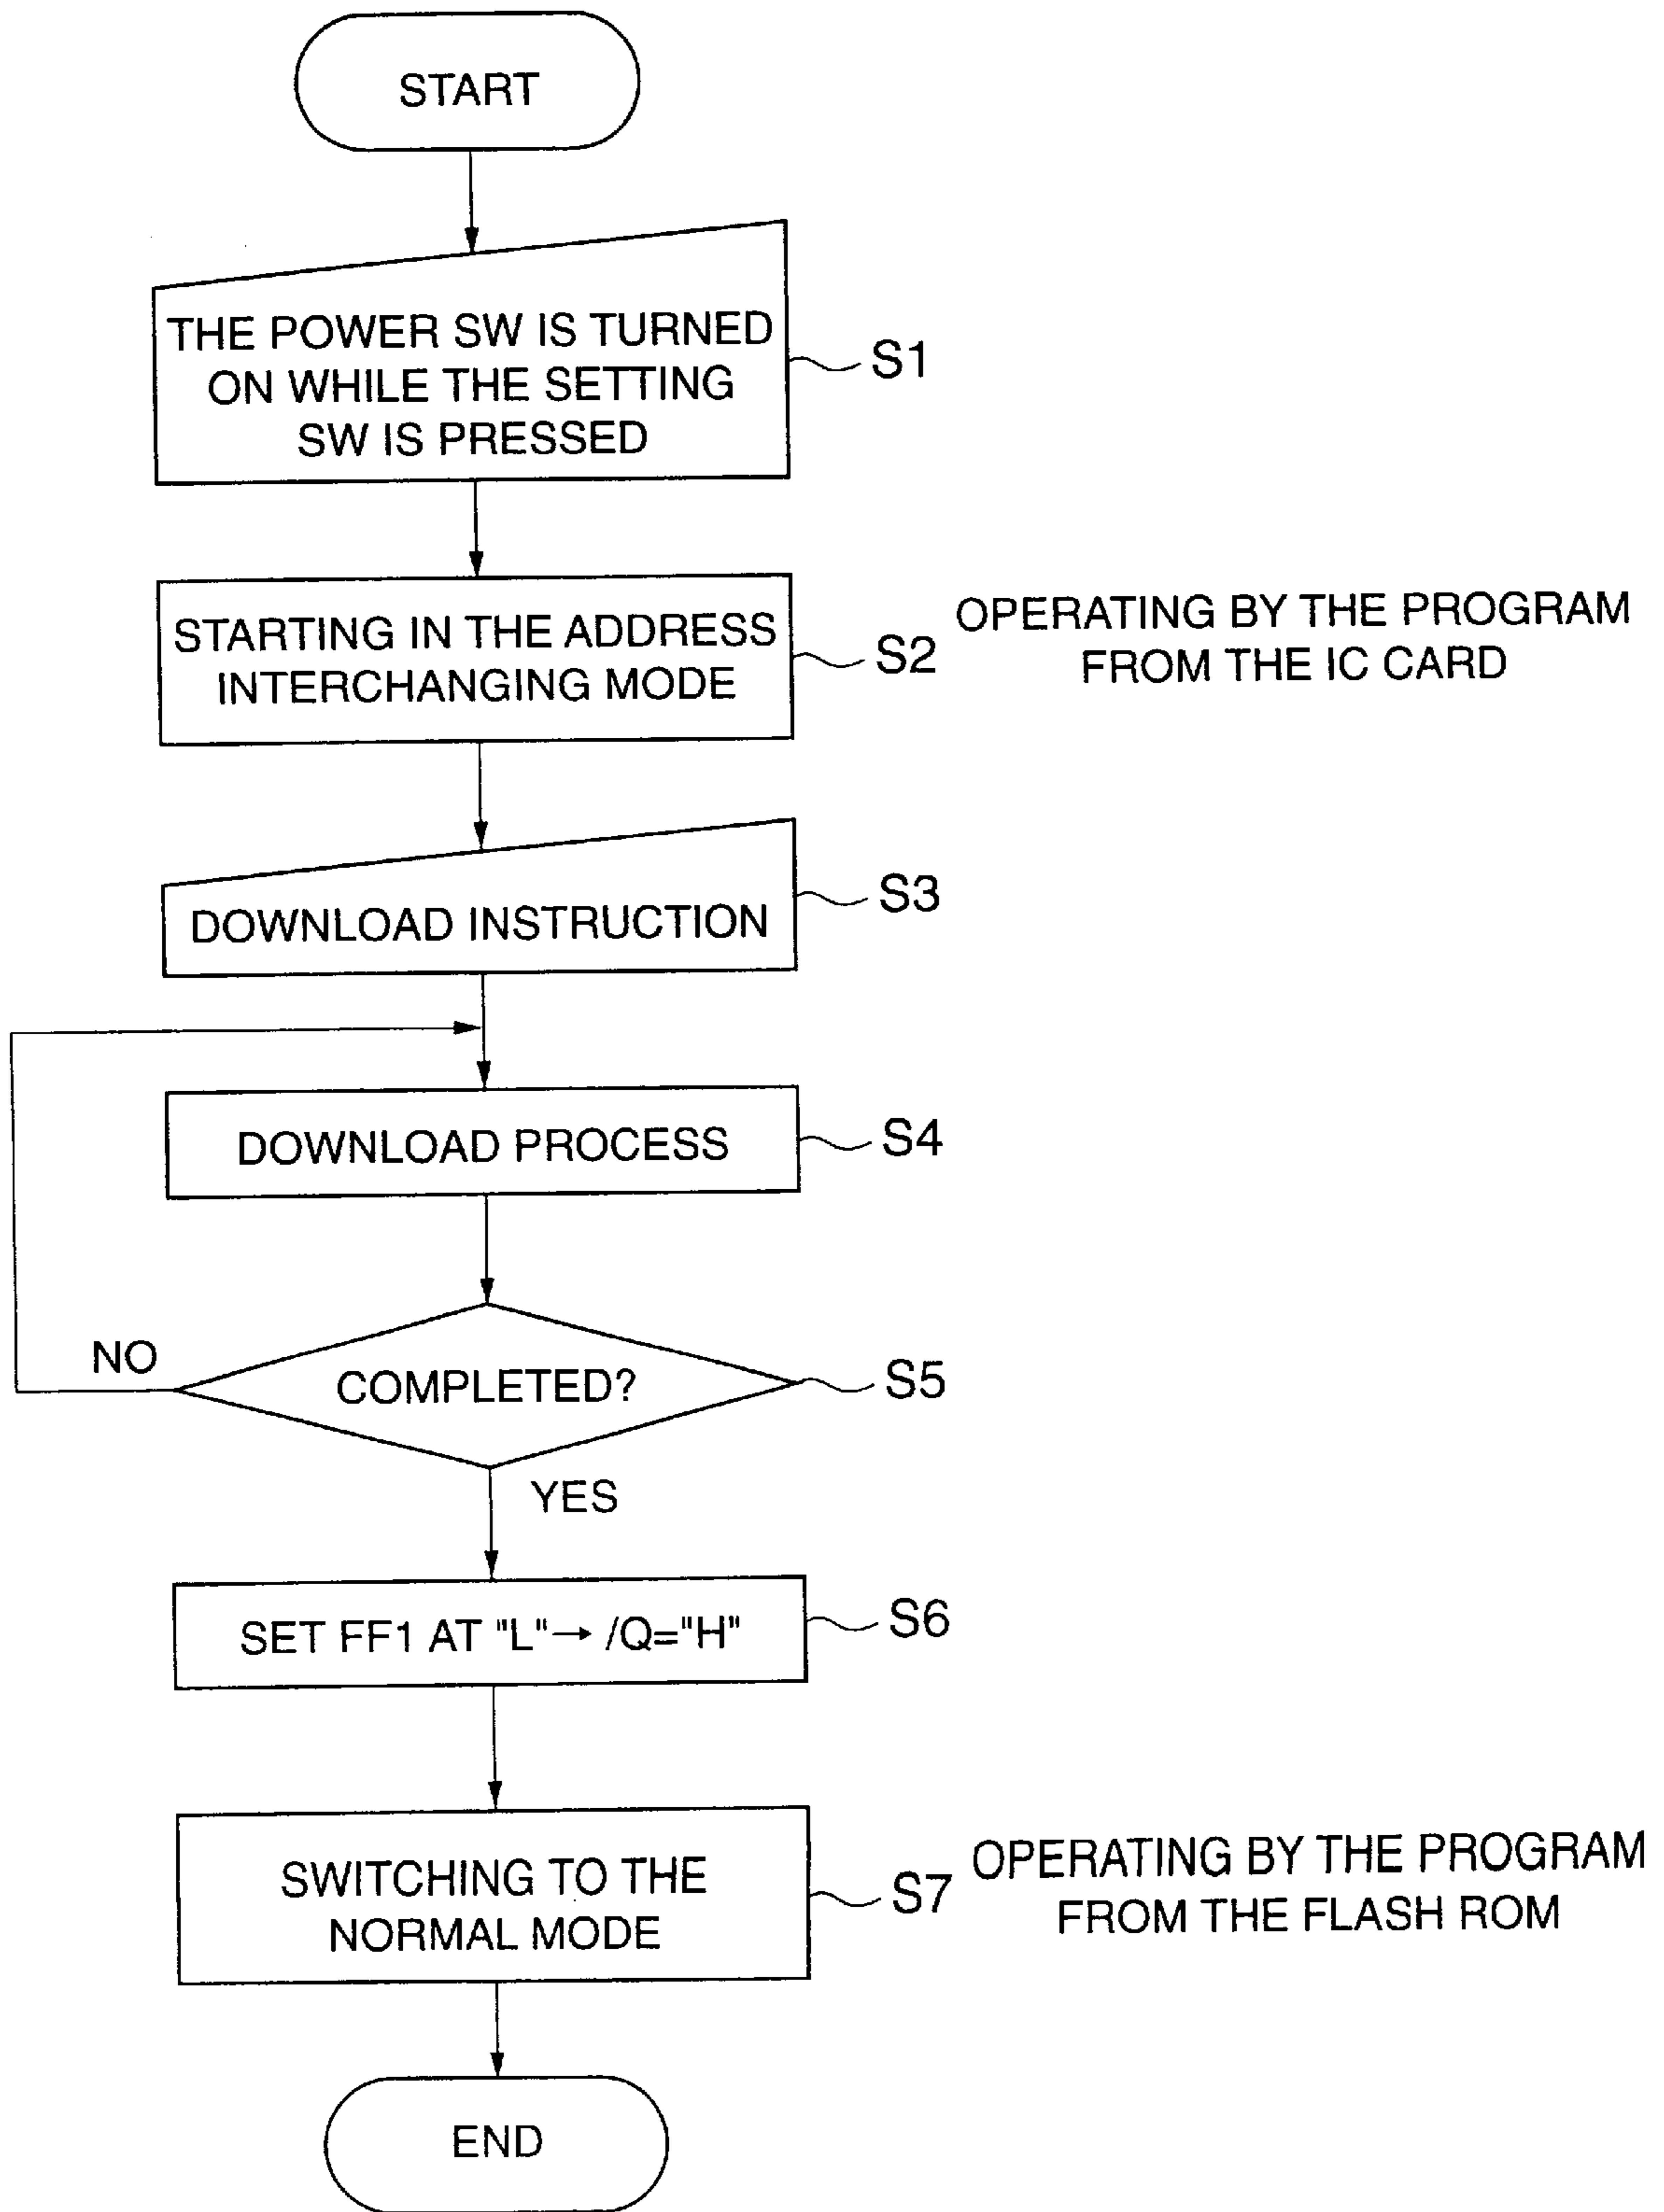 START
THE POWER SW IS TURNED
ON WHILE THE SETTING
SW IS PRESSED
S1
STARTING IN THE ADDRESS
INTERCHANGING MODE
S2
OPERATING BY THE PROGRAM
FROM THE IC CARD
DOWNLOAD INSTRUCTION
S3
DOWNLOAD PROCESS
S4
NO
COMPLETED?
S5
YES
SET FF1 AT "L"→ /Q="H"
S6
SWITCHING TO THE
NORMAL MODE
S7
OPERATING BY THE PROGRAM
FROM THE FLASH ROM
END